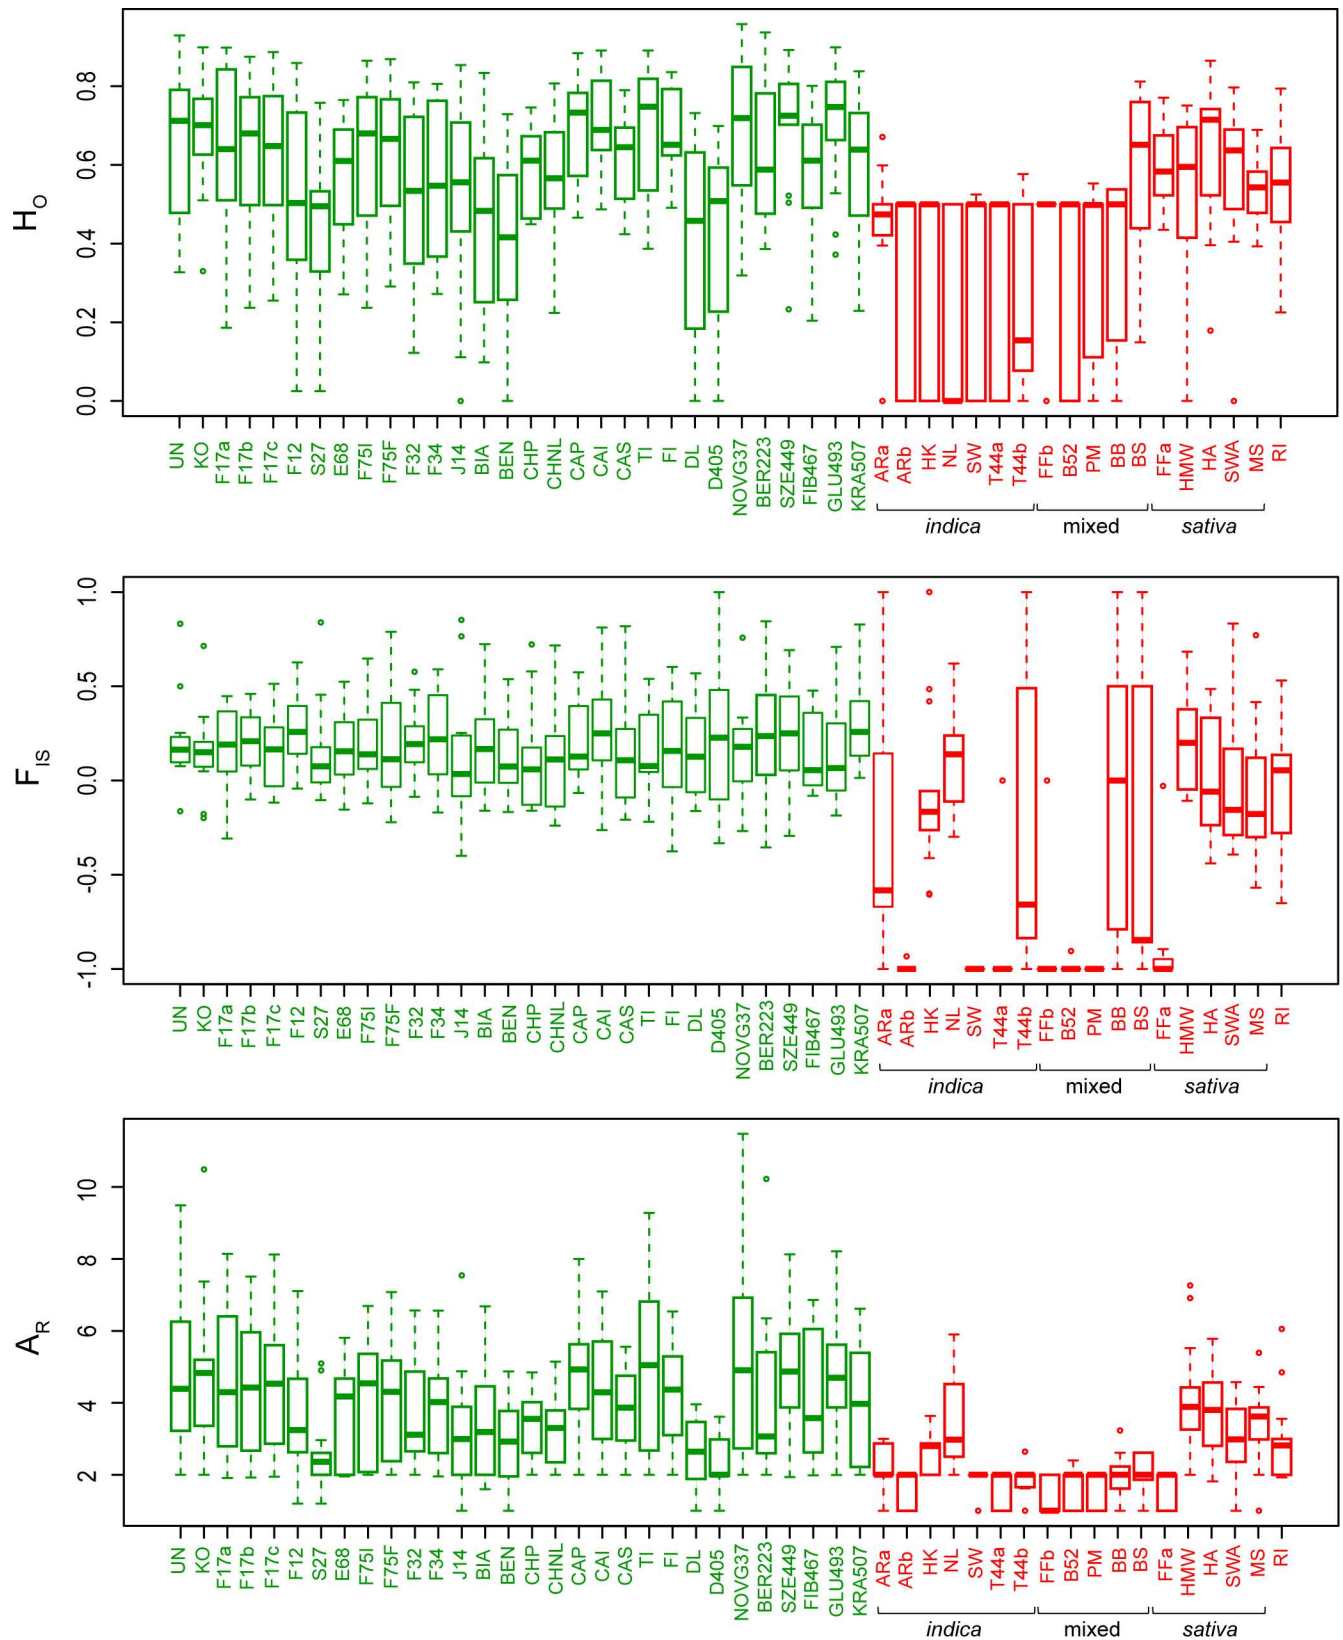 H_O
0.8
0.6
0.4
0.2
0.0
UN KO F17a F17b F17c F12 S27 E68 F75I F75F F32 F34 J14 BIA BEN CHP CHNL CAP CAI CAS TI FI DL D405 NOVG37 BER223 SZE449 FIB467 GLU493 KRA507 ARa ARb HK NL SW T44a T44b FFb B52 PM BB BS FFa HMW HA SWA MS RI
indica mixed sativa
F_IS
1.0
0.5
0.0
-0.5
-1.0
UN KO F17a F17b F17c F12 S27 E68 F75I F75F F32 F34 J14 BIA BEN CHP CHNL CAP CAI CAS TI FI DL D405 NOVG37 BER223 SZE449 FIB467 GLU493 KRA507 ARa ARb HK NL SW T44a T44b FFb B52 PM BB BS FFa HMW HA SWA MS RI
indica mixed sativa
A_R
10
8
6
4
2
UN KO F17a F17b F17c F12 S27 E68 F75I F75F F32 F34 J14 BIA BEN CHP CHNL CAP CAI CAS TI FI DL D405 NOVG37 BER223 SZE449 FIB467 GLU493 KRA507 ARa ARb HK NL SW T44a T44b FFb B52 PM BB BS FFa HMW HA SWA MS RI
indica mixed sativa